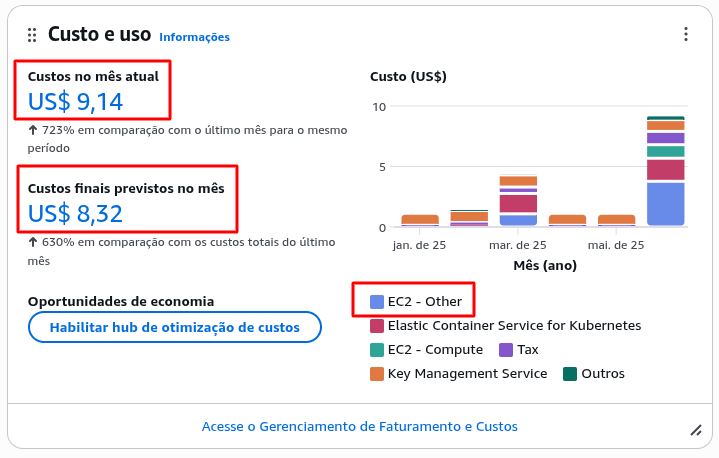 Custo e uso Informações
Custos no mês atual
US$ 9,14
↑ 723% em comparação com o último mês para o mesmo
período
Custos finais previstos no mês
US$ 8,32
↑ 630% em comparação com os custos totais do último
mês
Oportunidades de economia
Habilitar hub de otimização de custos
Custo (US$)
10
5
0
jan. de 25 mar. de 25 mai. de 25
Mês (ano)
EC2 - Other
Elastic Container Service for Kubernetes
EC2 - Compute Tax
Key Management Service Outros
Acesse o Gerenciamento de Faturamento e Custos